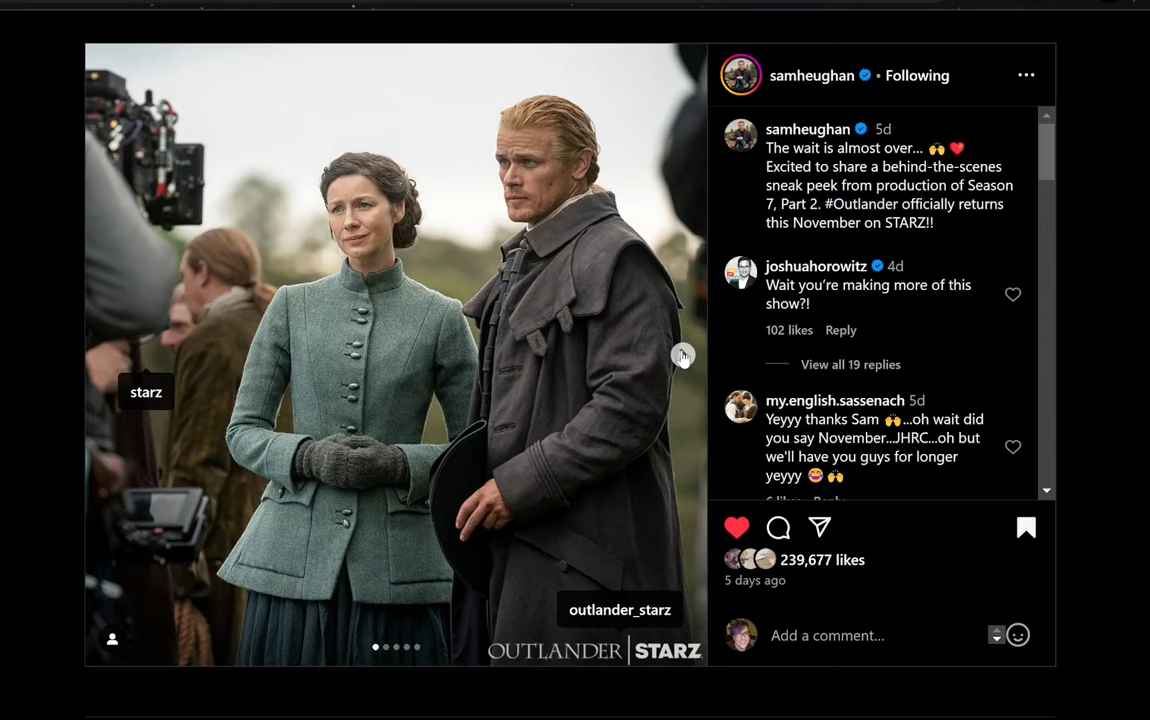 samheughan • Following
samheughan 5d
The wait is almost over... 🙌 ❤️
Excited to share a behind-the-scenes
sneak peek from production of Season
7, Part 2. #Outlander officially returns
this November on STARZ!!
joshuahorowitz 4d
Wait you're making more of this
show?!
102 likes Reply
View all 19 replies
my.english.sassenach 5d
Yeyyy thanks Sam 🙌...oh wait did
you say November...JHRC...oh but
we'll have you guys for longer
yeyyy 😂 🙌
6 likes Reply
239,677 likes
5 days ago
Add a comment...
starz
outlander_starz
OUTLANDER | STARZ